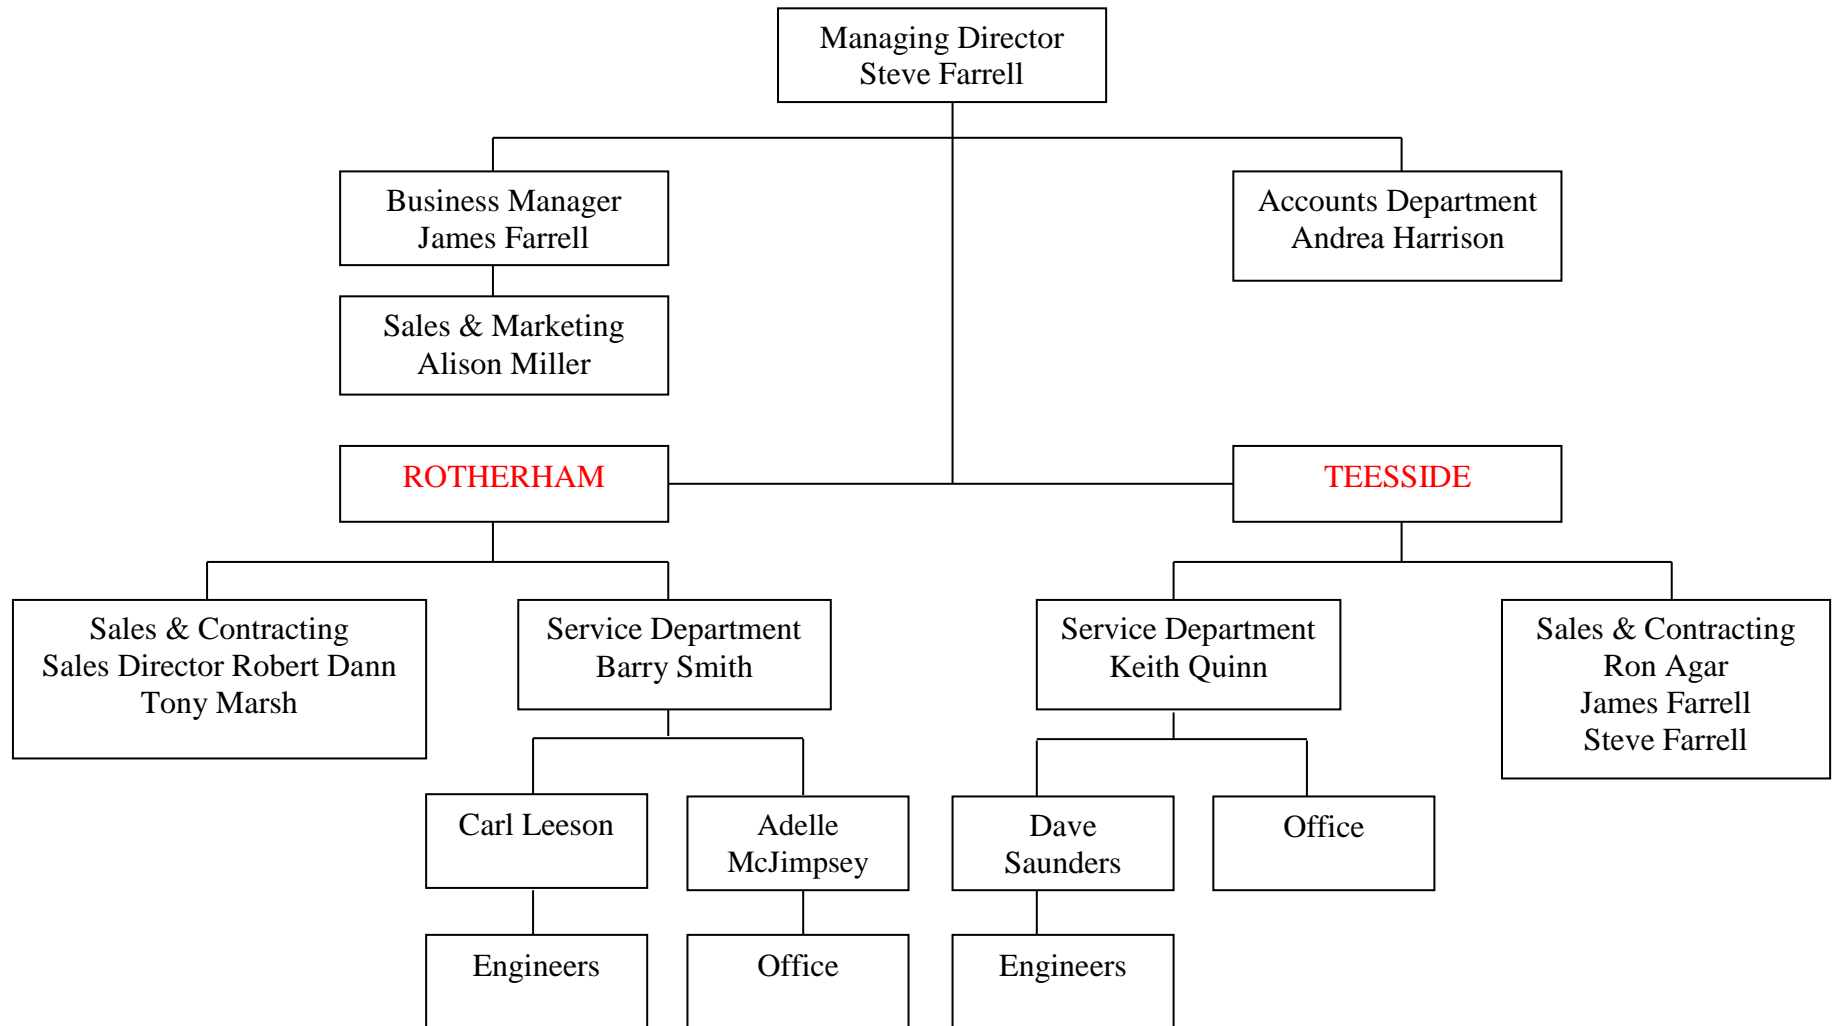 Managing Director
Steve Farrell
Business Manager
James Farrell
Accounts Department
Andrea Harrison
Sales & Marketing
Alison Miller
ROTHERHAM
TEESSIDE
Sales & Contracting
Sales Director Robert Dann
Tony Marsh
Service Department
Barry Smith
Service Department
Keith Quinn
Sales & Contracting
Ron Agar
James Farrell
Steve Farrell
Carl Leeson
Adelle
McJimpsey
Dave
Saunders
Office
Engineers
Office
Engineers